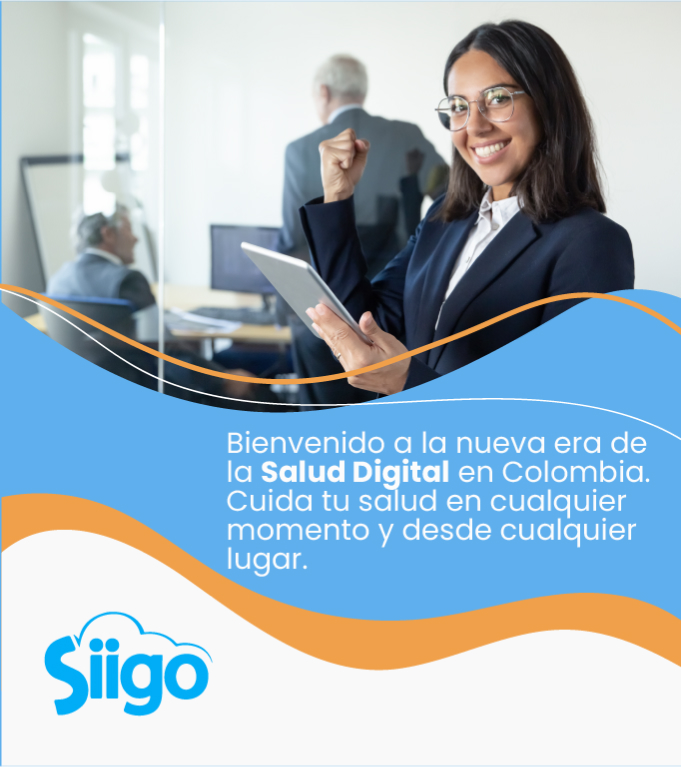 Bienvenido a la nueva era de
la Salud Digital en Colombia.
Cuida tu salud en cualquier
momento y desde cualquier
lugar.
Siigo